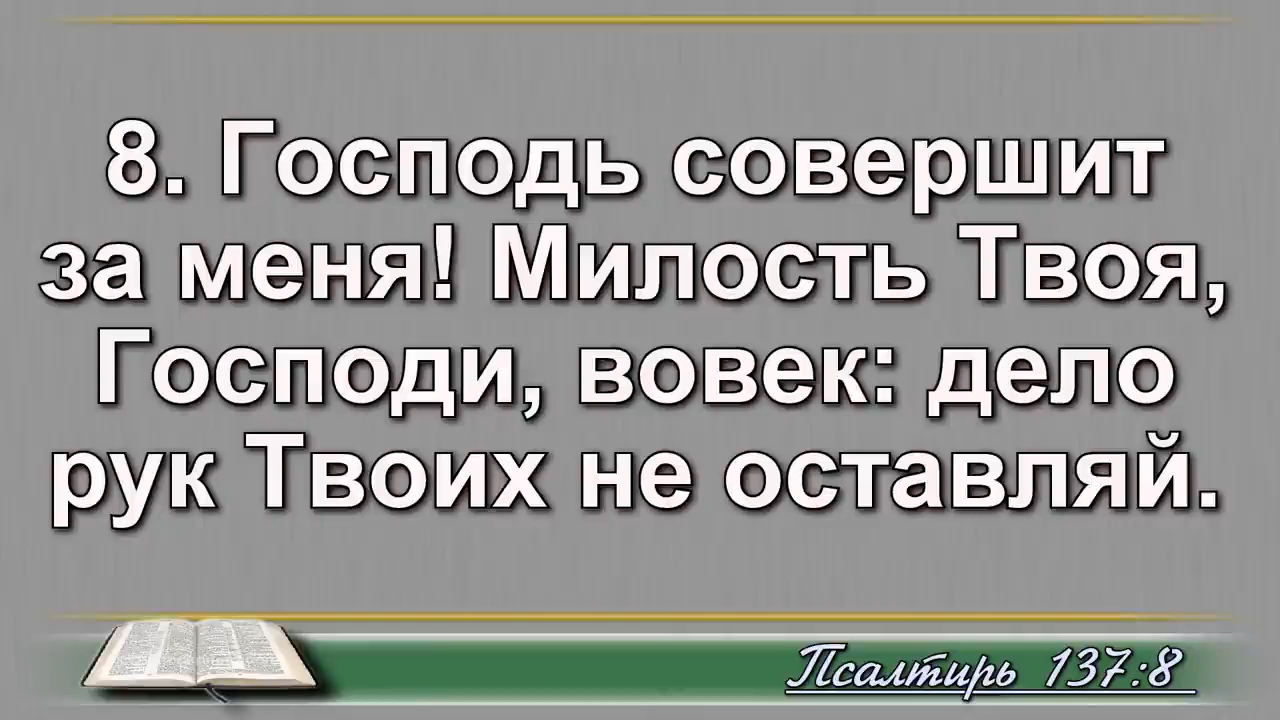 8. Господь совершит
за меня! Милость Твоя,
Господи, вовек: дело
рук Твоих не оставляй.
Псалтирь 137:8